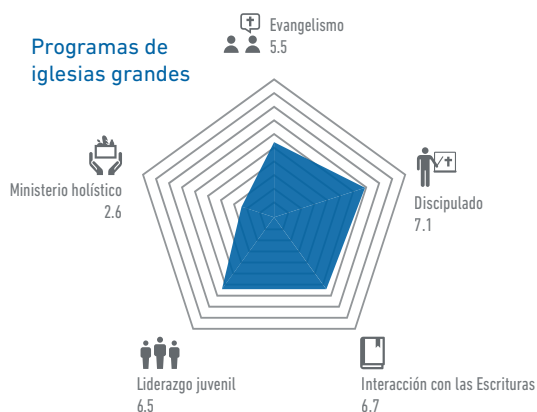 Programas de
iglesias grandes
Evangelismo
5.5
Discipulado
7.1
Interacción con las Escrituras
6.7
Liderazgo juvenil
6.5
Ministerio holístico
2.6